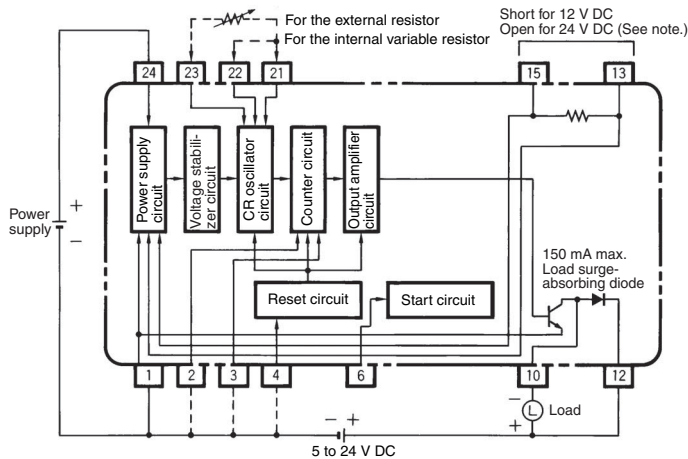 For the external resistor
For the internal variable resistor
Short for 12 V DC
Open for 24 V DC (See note.)
24
23
22
21
15
13
Power supply
circuit
Voltage stabili-
zer circuit
CR oscillator
circuit
Counter circuit
Output amplifier
circuit
+
Power
supply
−
150 mA max.
Load surge-
absorbing diode
Reset circuit
Start circuit
1
2
3
4
6
10
12
−
L
Load
+
− +
5 to 24 V DC